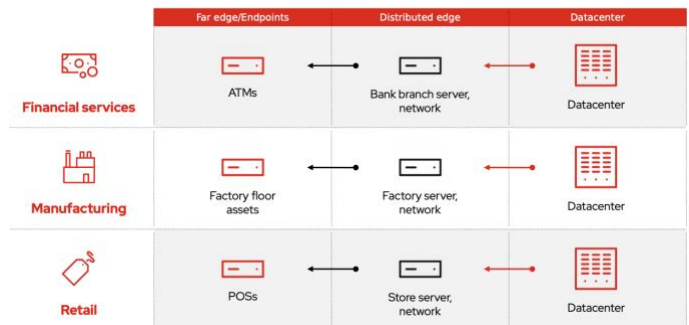 Far edge/Endpoints
Distributed edge
Datacenter
Financial services
ATMs
Bank branch server,
network
Datacenter
Manufacturing
Factory floor
assets
Factory server,
network
Datacenter
Retail
POSs
Store server,
network
Datacenter